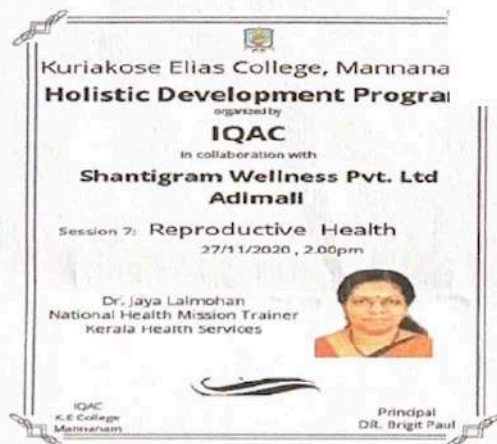 Kuriakose Elias College, Mannana
Holistic Development Progra
organized by
IQAC
in collaboration with
Shantigram Wellness Pvt. Ltd
Adimali
Session 7: Reproductive Health
27/11/2020 , 2.00pm
Dr. Jaya Lalmohan
National Health Mission Trainer
Kerala Health Services
IQAC
K.E College
Mannanam
Principal
DR. Brigit Paul